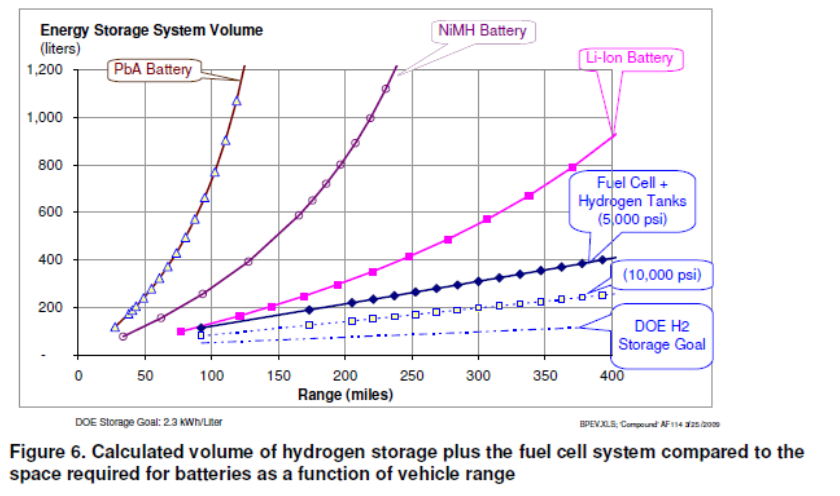 Energy Storage System Volume
(liters)
NiMH Battery
PbA Battery
Li-Ion Battery
1,200
1,000
800
600
400
200
-
Fuel Cell +
Hydrogen Tanks
(5,000 psi)
(10,000 psi)
DOE H2
Storage Goal
0 50 100 150 200 250 300 350 400
Range (miles)
DOE Storage Goal: 2.3 kWh/Liter
BPEV.XLS; 'Compound' AF114 3/25/2009
Figure 6. Calculated volume of hydrogen storage plus the fuel cell system compared to the
space required for batteries as a function of vehicle range